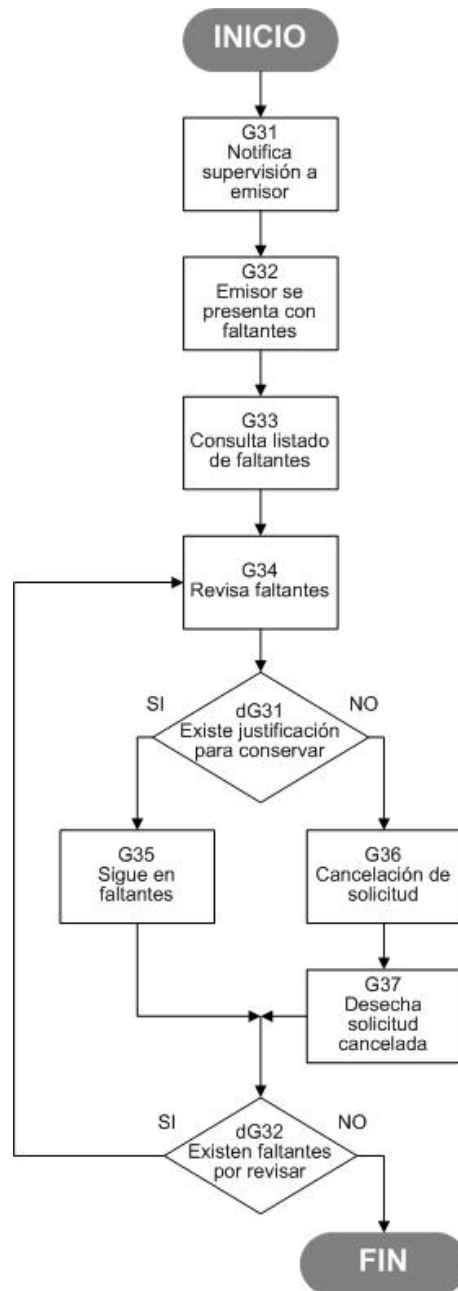 INICIO
G31
Notifica
supervisión a
emisor
G32
Emisor se
presenta con
faltantes
G33
Consulta listado
de faltantes
G34
Revisa faltantes
SI
NO
dG31
Existe justificación
para conservar
G35
Sigue en
faltantes
G36
Cancelación de
solicitud
G37
Desecha
solicitud
cancelada
SI
NO
dG32
Existen faltantes
por revisar
FIN